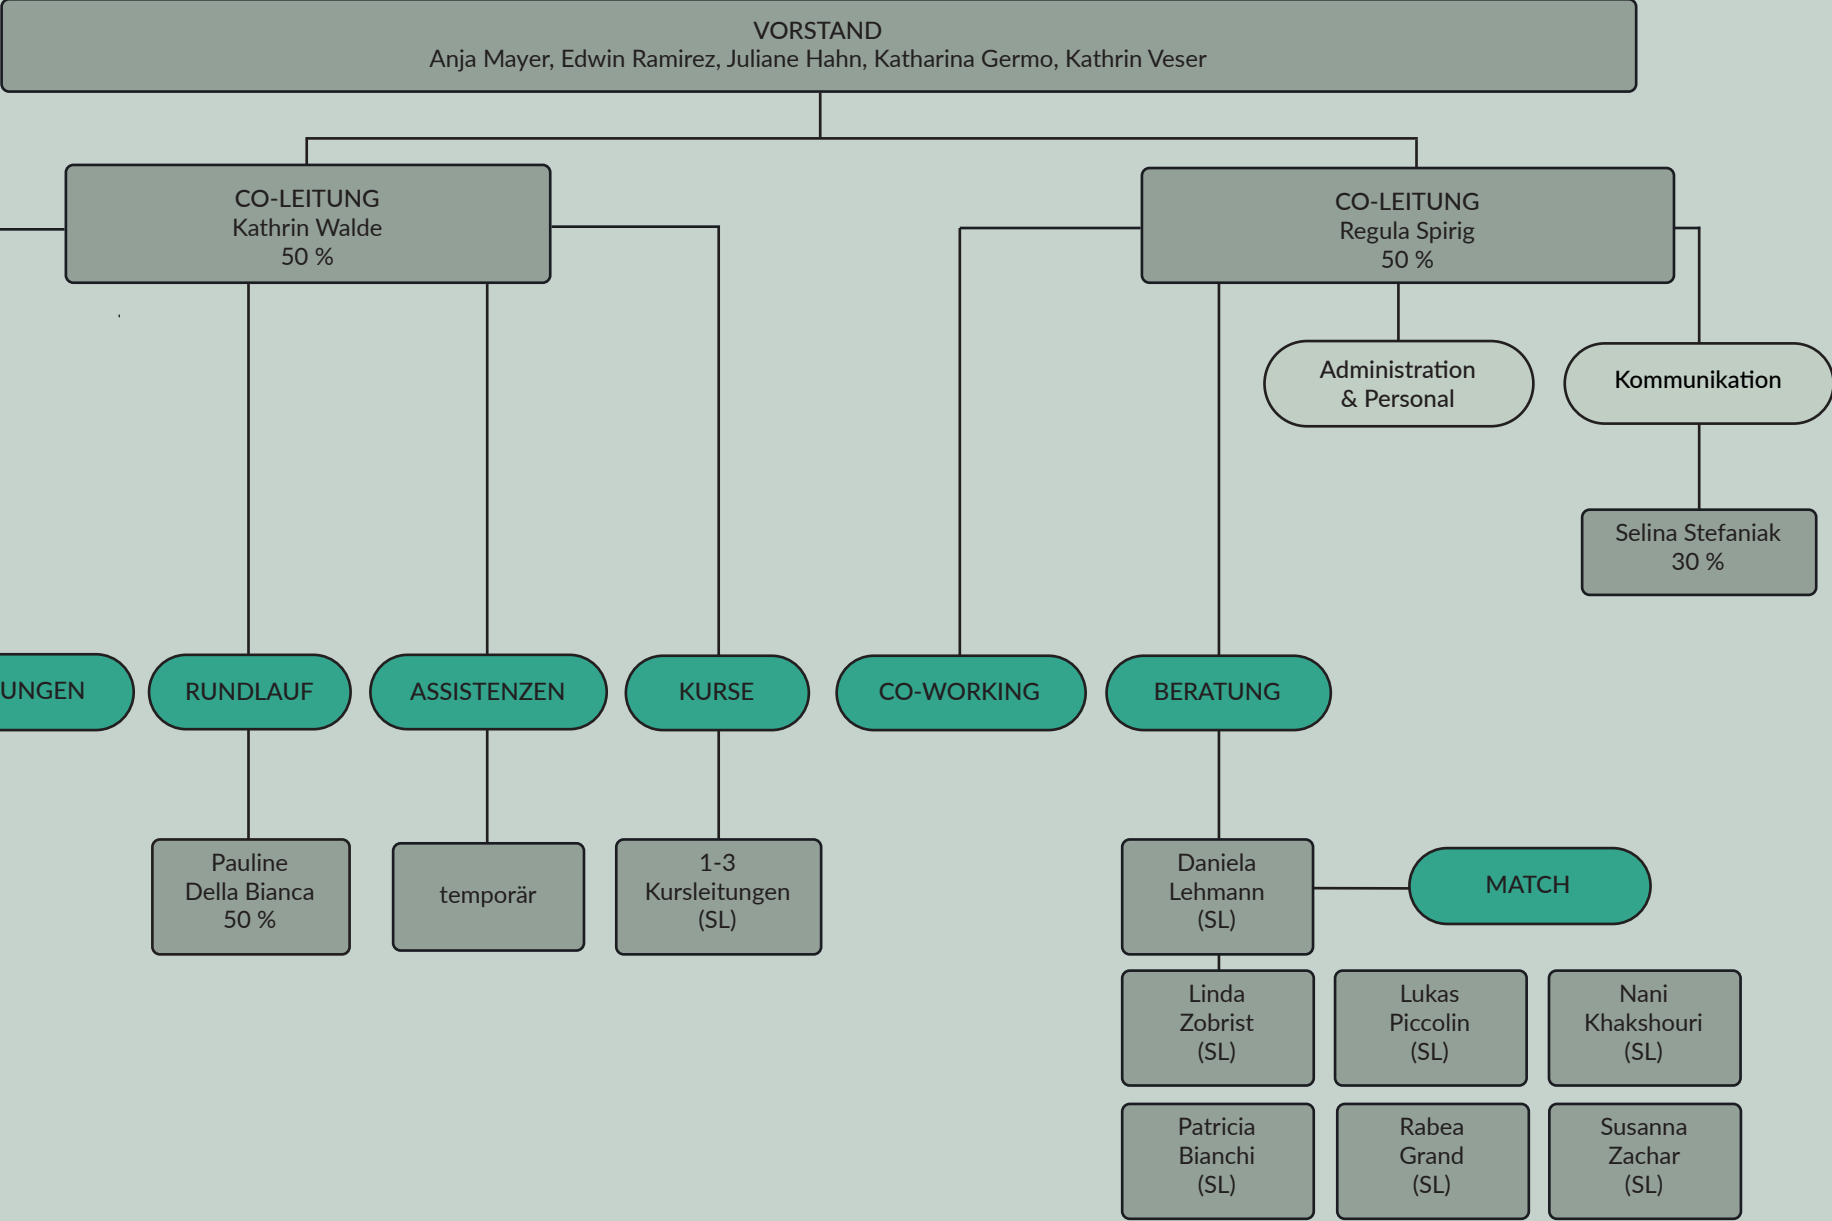 VORSTAND
Anja Mayer, Edwin Ramirez, Juliane Hahn, Katharina Germo, Kathrin Veser
CO-LEITUNG
Kathrin Walde
50 %
CO-LEITUNG
Regula Spirig
50 %
Administration
& Personal
Kommunikation
Selina Stefaniak
30 %
UNGEN
RUNDLAUF
ASSISTENZEN
KURSE
CO-WORKING
BERATUNG
Pauline
Della Bianca
50 %
temporär
1-3
Kursleitungen
(SL)
Daniela
Lehmann
(SL)
MATCH
Linda
Zobrist
(SL)
Lukas
Piccolin
(SL)
Nani
Khakshouri
(SL)
Patricia
Bianchi
(SL)
Rabea
Grand
(SL)
Susanna
Zachar
(SL)